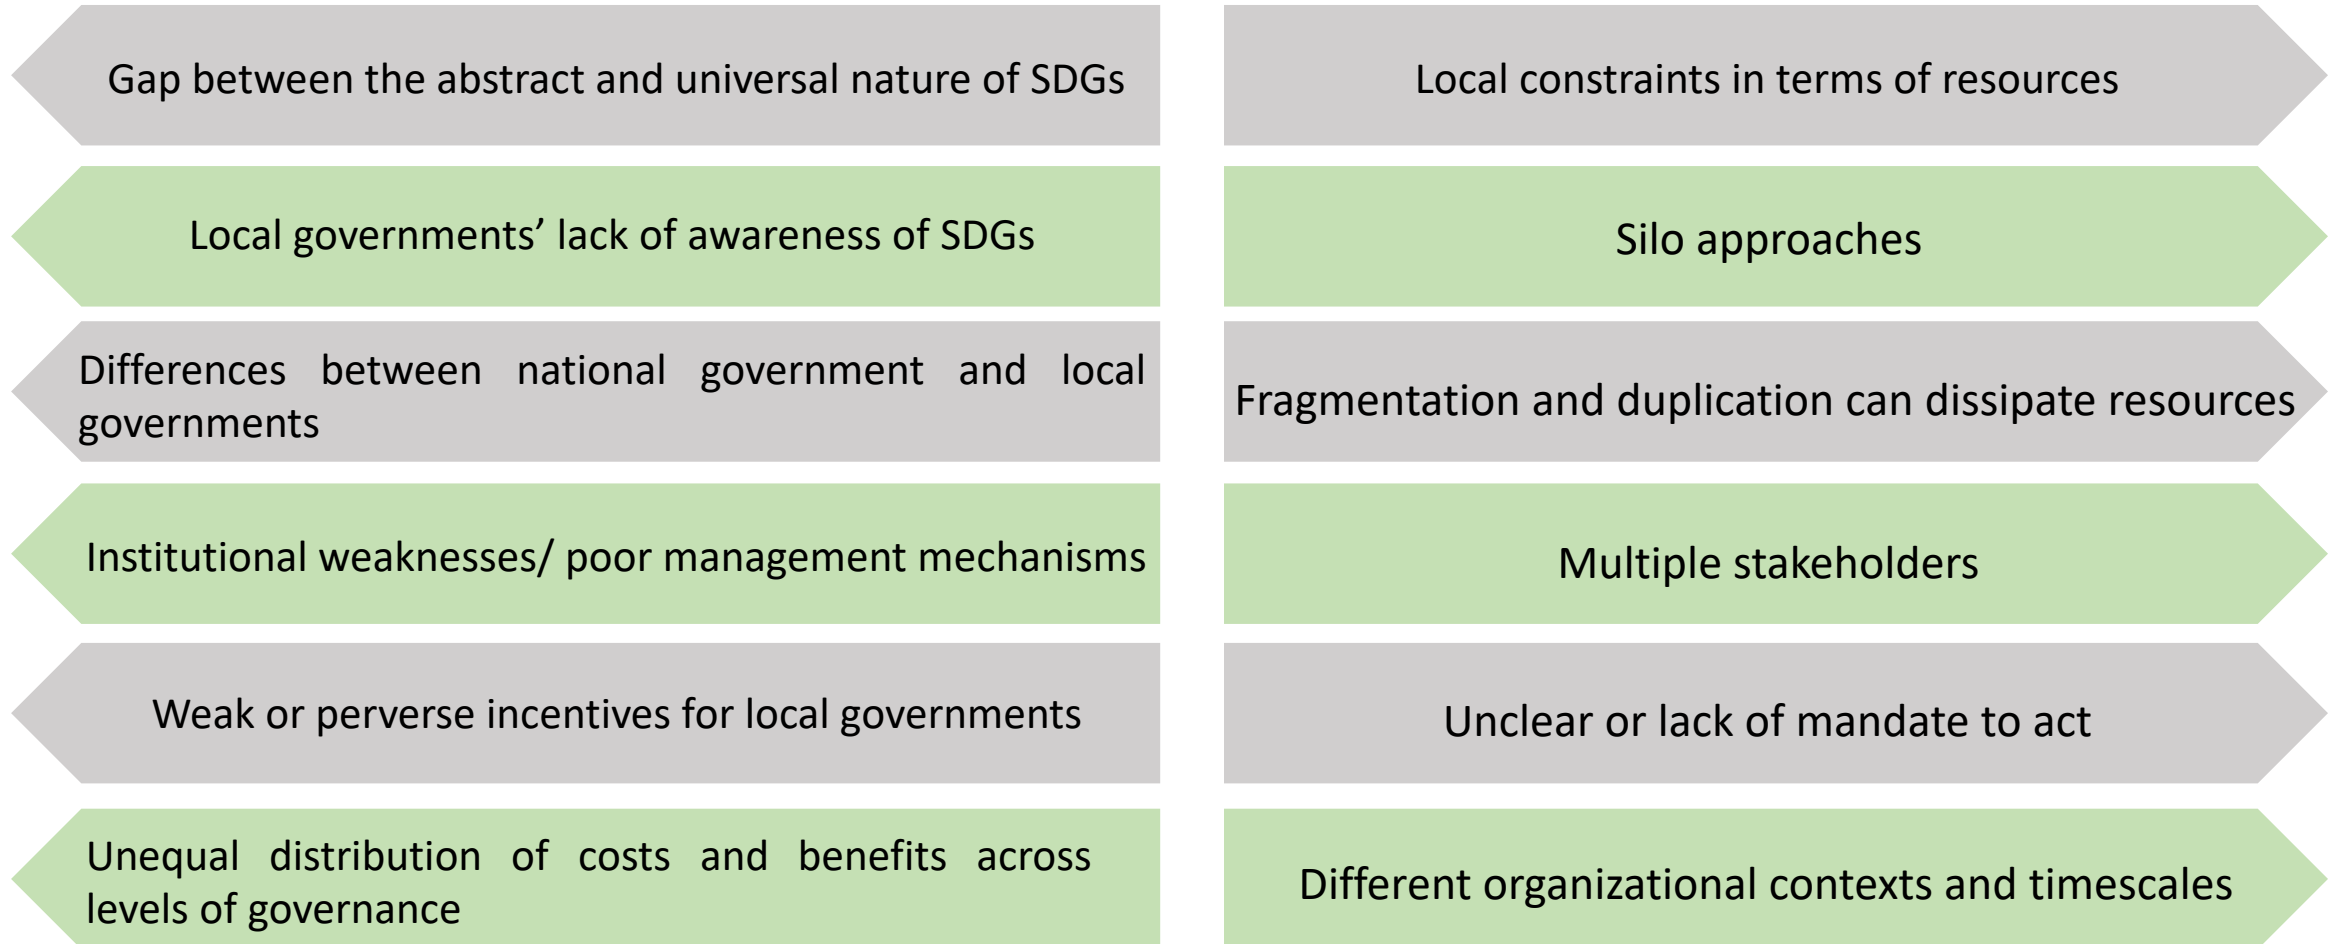 Gap between the abstract and universal nature of SDGs
Local constraints in terms of resources
Local governments’ lack of awareness of SDGs
Silo approaches
Differences between national government and local
governments
Fragmentation and duplication can dissipate resources
Institutional weaknesses/ poor management mechanisms
Multiple stakeholders
Weak or perverse incentives for local governments
Unclear or lack of mandate to act
Unequal distribution of costs and benefits across
levels of governance
Different organizational contexts and timescales